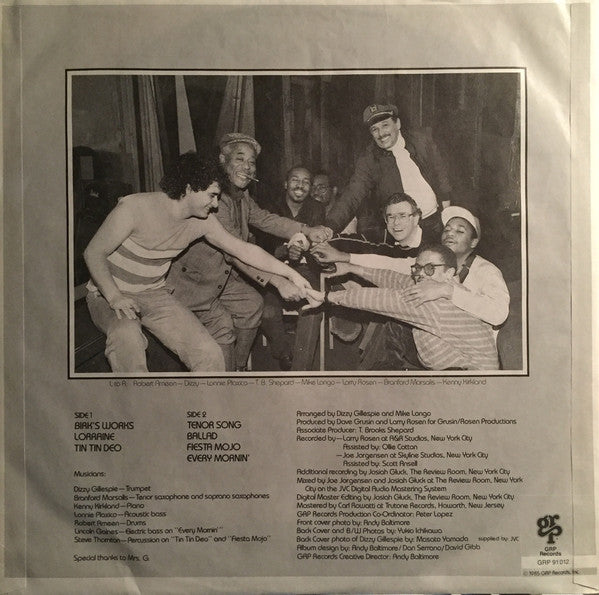 L to R: Robert Ameen — Dizzy — Lonnie Plaxico — T. B. Shepard — Mike Longo — Larry Rosen — Branford Marsalis — Kenny Kirkland
SIDE 1
BIRK'S WORKS
LORRAINE
TIN TIN DEO
SIDE 2
TENOR SONG
BALLAD
FIESTA MOJO
EVERY MORNIN'
Musicians:
Dizzy Gillespie — Trumpet
Branford Marsalis — Tenor saxophone and soprano saxophones
Kenny Kirkland — Piano
Lonnie Plaxico — Acoustic bass
Robert Ameen — Drums
Lincoln Goines — Electric bass on "Every Mornin'"
Steve Thornton — Percussion on "Tin Tin Deo" and "Fiesta Mojo"
Special thanks to Mrs. G.
Arranged by Dizzy Gillespie and Mike Longo
Produced by Dave Grusin and Larry Rosen for Grusin/Rosen Productions
Associate Producer: T. Brooks Shepard
Recorded by — Larry Rosen at A&R Studios, New York City
Assisted by: Ollie Cotton
— Joe Jorgensen at Skyline Studios, New York City
Assisted by: Scott Ansell
Additional recording by Josiah Gluck, The Review Room, New York City
Mixed by Joe Jorgensen and Josiah Gluck at The Review Room, New York
City on the JVC Digital Audio Mastering System
Digital Master Editing by Josiah Gluck, The Review Room, New York City
Mastered by Carl Rowatti at Trutone Records, Haworth, New Jersey
GRP Records Production Co-Ordinator: Peter Lopez
Front cover photo by: Andy Baltimore
Back Cover and B/W Photos by: Yukio Ichikawa
Back Cover photo of Dizzy Gillespie by: Masato Yamada supplied by: JVC
Album design by: Andy Baltimore/Dan Serrano/David Gibb
GRP Records Creative Director: Andy Baltimore
grp
GRP
Records
GRP 91 012
© 1985 GRP Records, Inc.